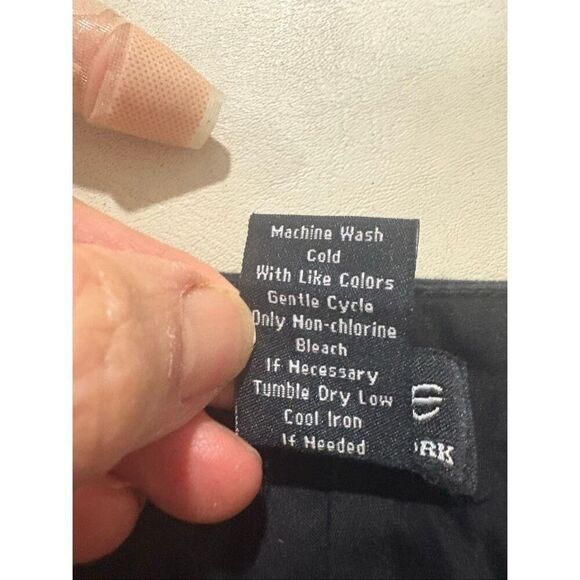 Machine Wash
Cold
With Like Colors
Gentle Cycle
Only Non-chlorine
Bleach
If Necessary
Tumble Dry Low
Cool Iron
If Needed
RK